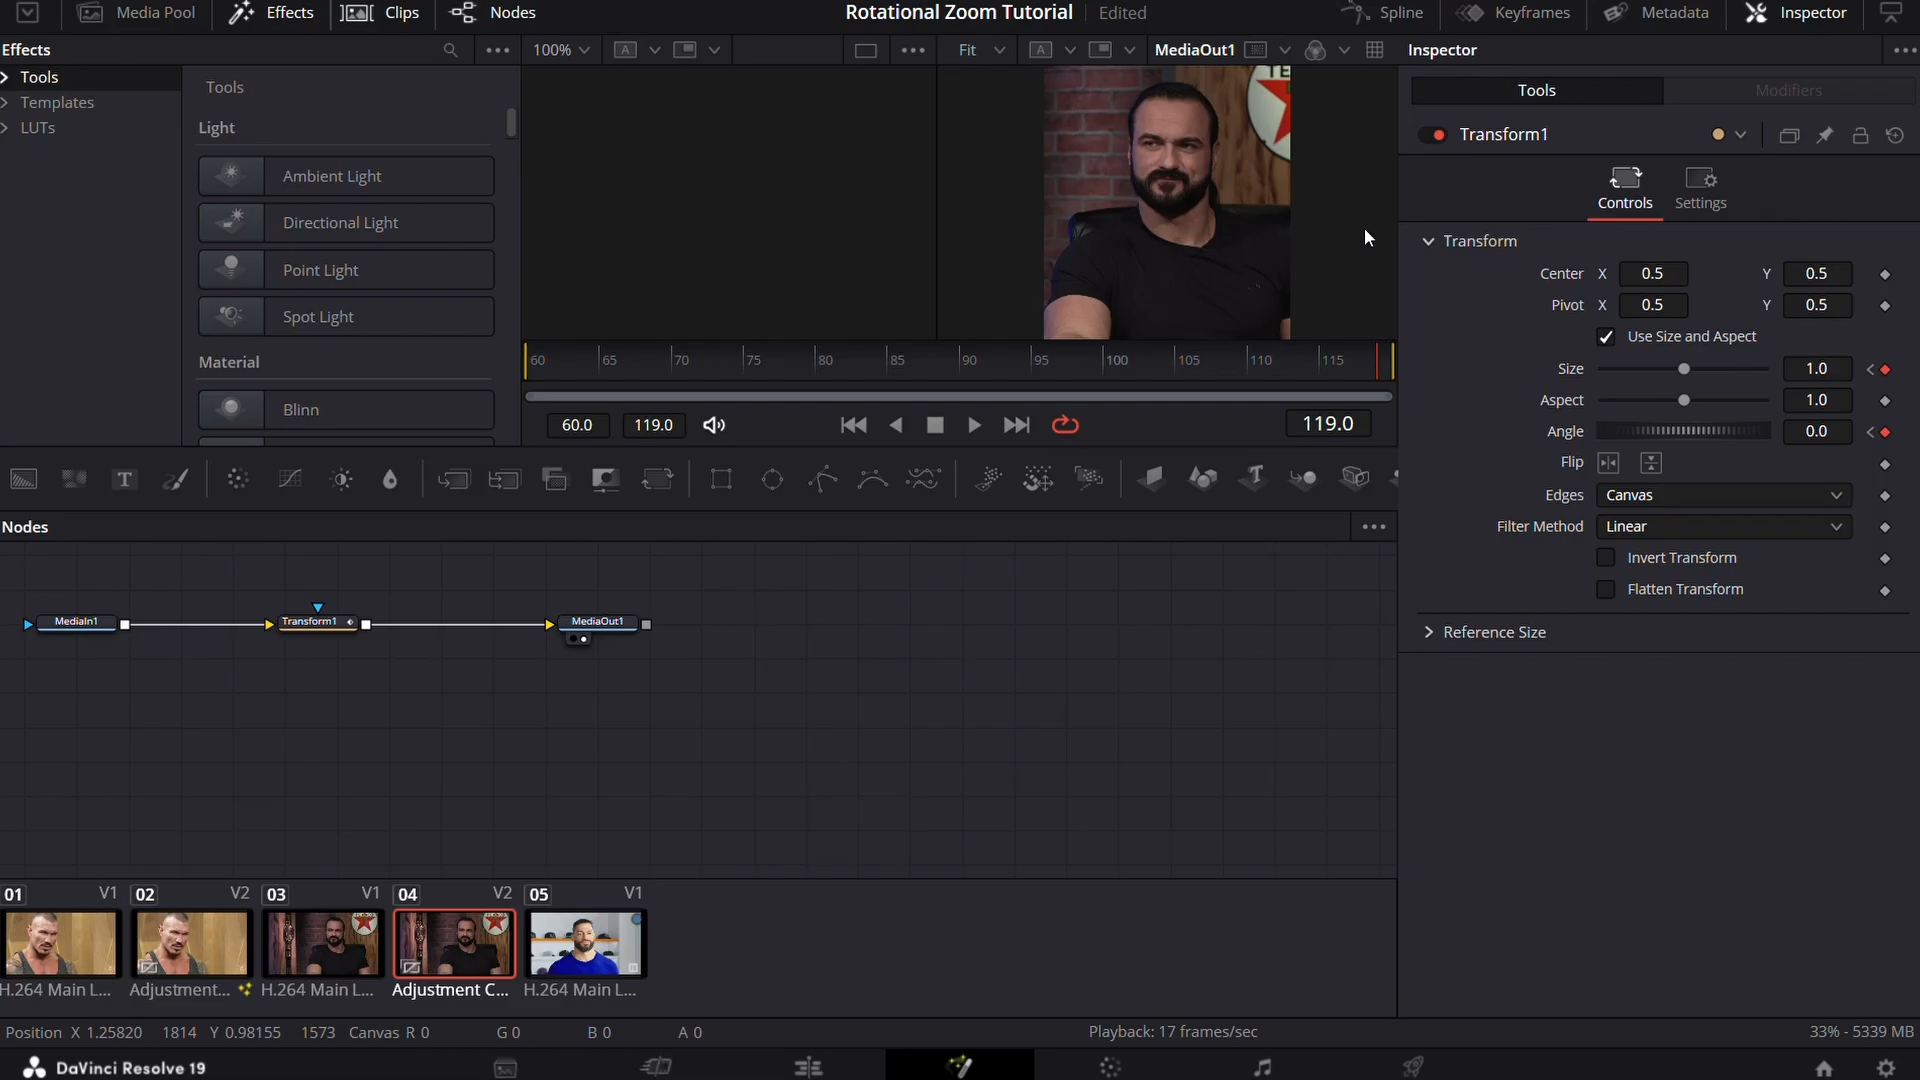 Media Pool
Effects
Clips
Nodes
Rotational Zoom Tutorial
Edited
Spline
Keyframes
Metadata
Inspector
Effects
100%
Fit
MediaOut1
Inspector
Tools
Templates
LUTs
Tools
Light
Ambient Light
Directional Light
Point Light
Spot Light
Material
Blinn
TE
Tools
Modifiers
Transform1
Controls
Settings
Transform
Center X 0.5 Y 0.5
Pivot X 0.5 Y 0.5
Use Size and Aspect
Size 1.0
Aspect 1.0
Angle 0.0
Flip
Edges Canvas
Filter Method Linear
Invert Transform
Flatten Transform
Reference Size
60 65 70 75 80 85 90 95 100 105 110 115
60.0 119.0 119.0
Nodes
MediaIn1
Transform1
MediaOut1
01 V1 02 V2 03 V1 04 V2 05 V1
H.264 Main L... Adjustment... H.264 Main L... Adjustment C... H.264 Main L...
Position X 1.25820 1814 Y 0.98155 1573 Canvas R 0 G 0 B 0 A 0
Playback: 17 frames/sec
33% - 5339 MB
DaVinci Resolve 19